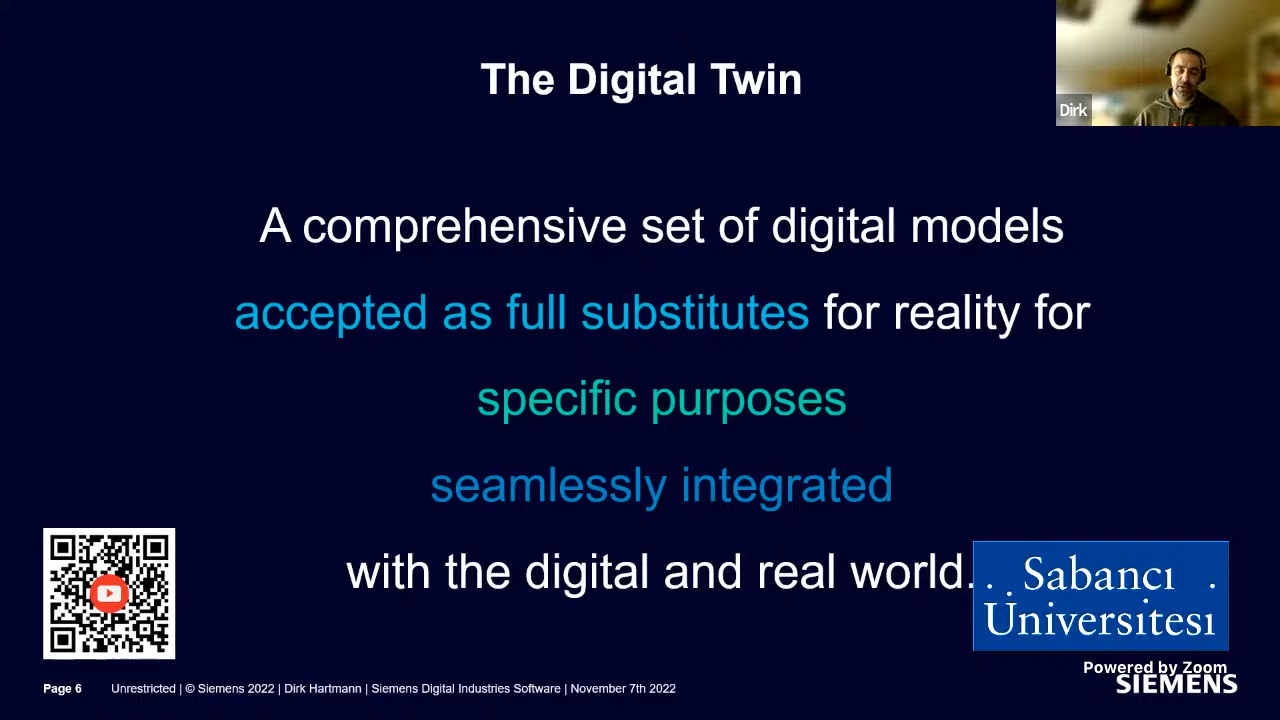 The Digital Twin
Dirk
A comprehensive set of digital models
accepted as full substitutes for reality for
specific purposes
seamlessly integrated
with the digital and real world.
Sabancı
Üniversitesi
Powered by Zoom
Page 6 Unrestricted | © Siemens 2022 | Dirk Hartmann | Siemens Digital Industries Software | November 7th 2022
SIEMENS